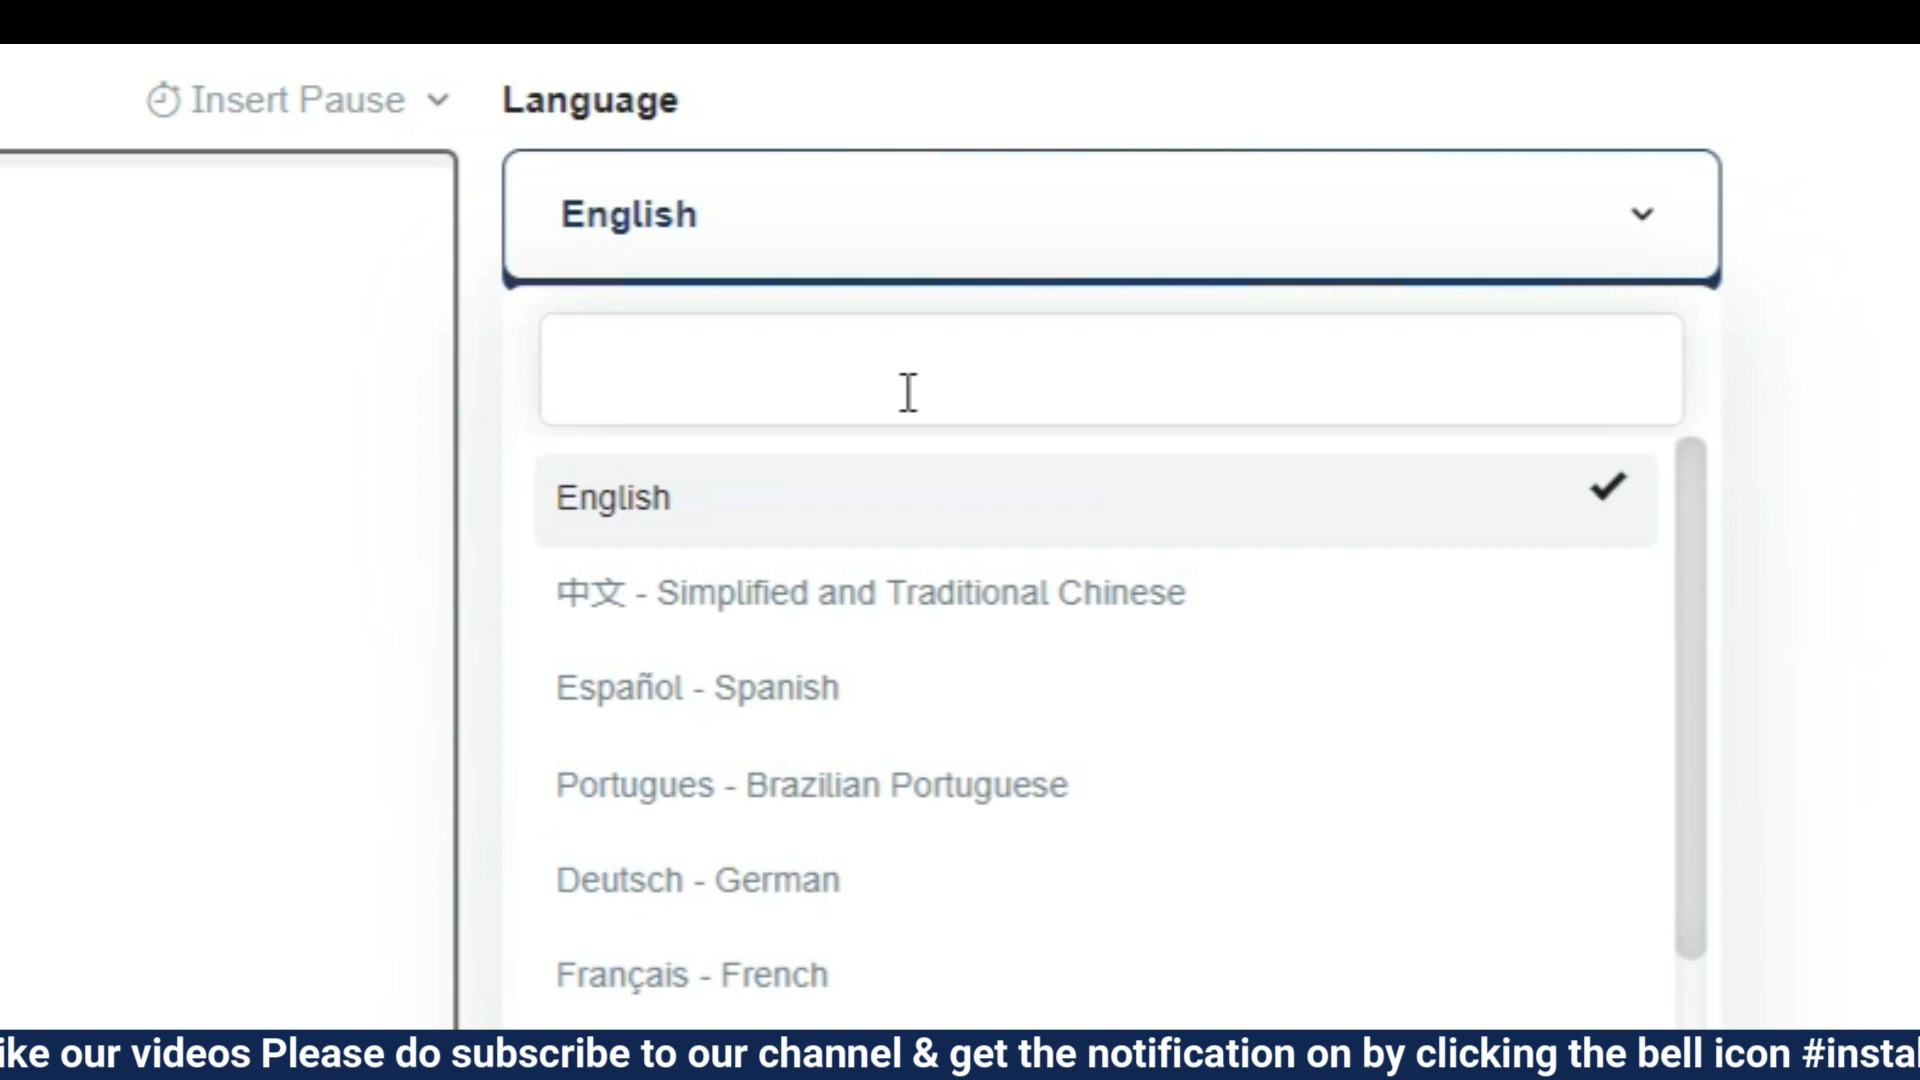 Insert Pause
Language
English
English
中文 - Simplified and Traditional Chinese
Español - Spanish
Portugues - Brazilian Portuguese
Deutsch - German
Français - French
ike our videos Please do subscribe to our channel & get the notification on by clicking the bell icon #instal